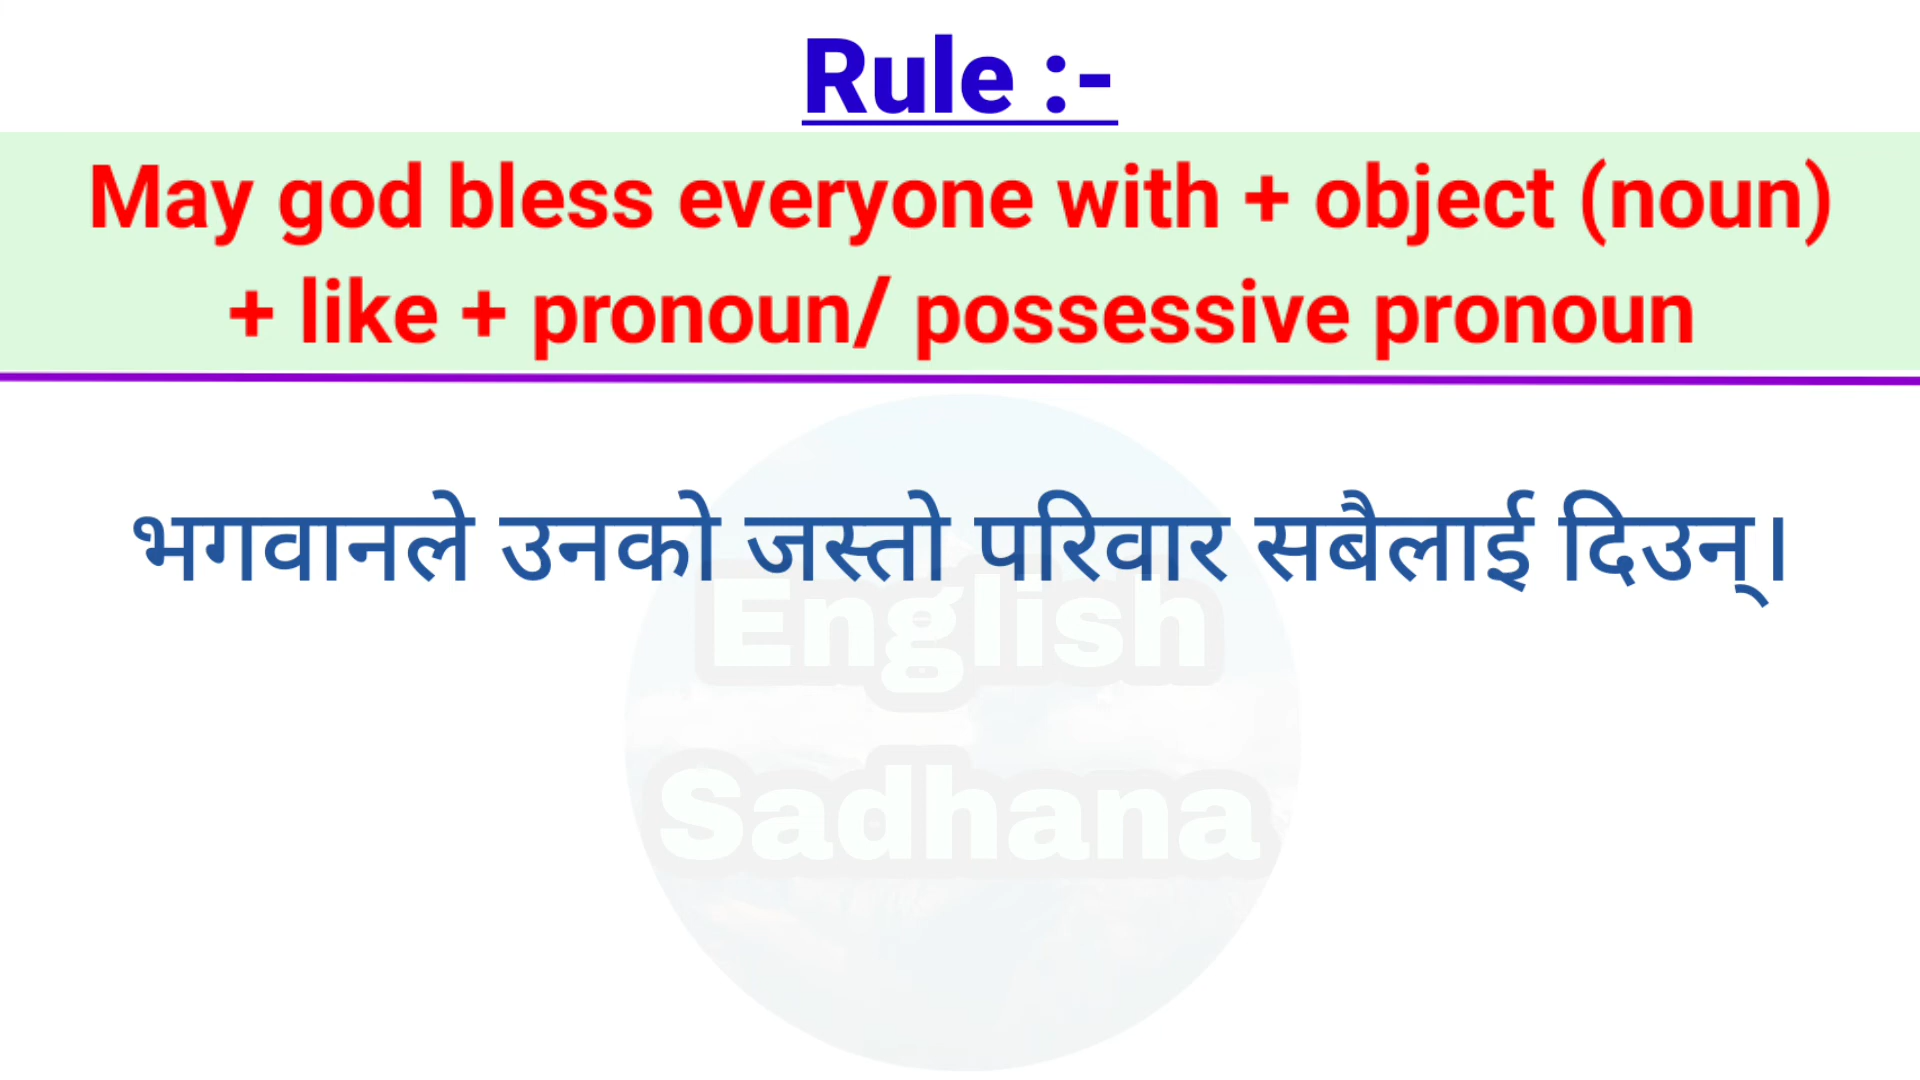 Rule :-
May god bless everyone with + object (noun)
+ like + pronoun/ possessive pronoun
भगवानले उनको जस्तो परिवार सबैलाई दिउन्।
English
Sadhana